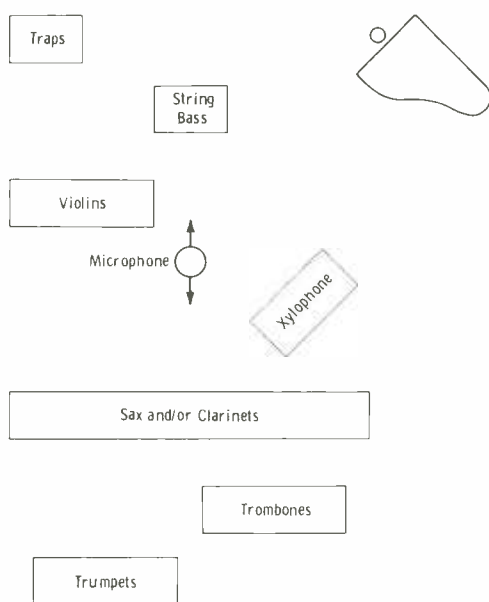 Traps
String
Bass
Violins
Microphone
Xylophone
Sax and/or Clarinets
Trombones
Trumpets